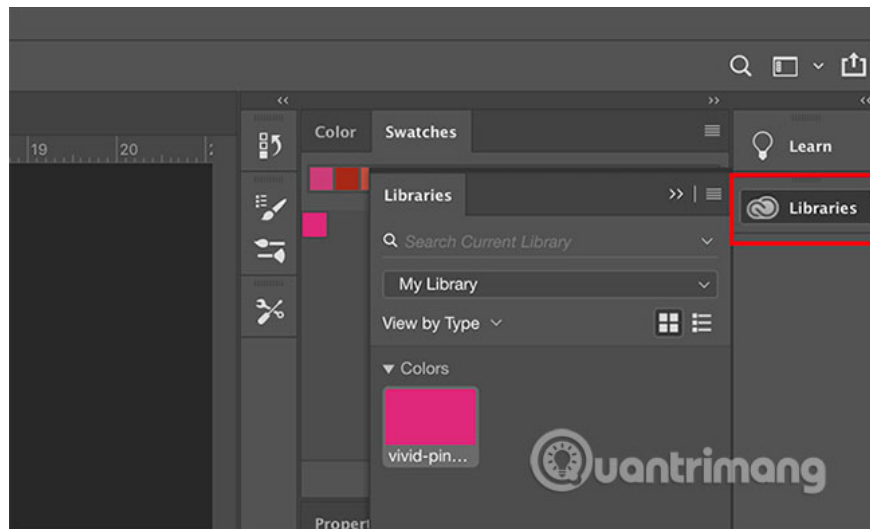 Color
Swatches
Learn
19
20
Libraries
Libraries
Search Current Library
My Library
View by Type
Colors
vivid-pin...
uantrimang